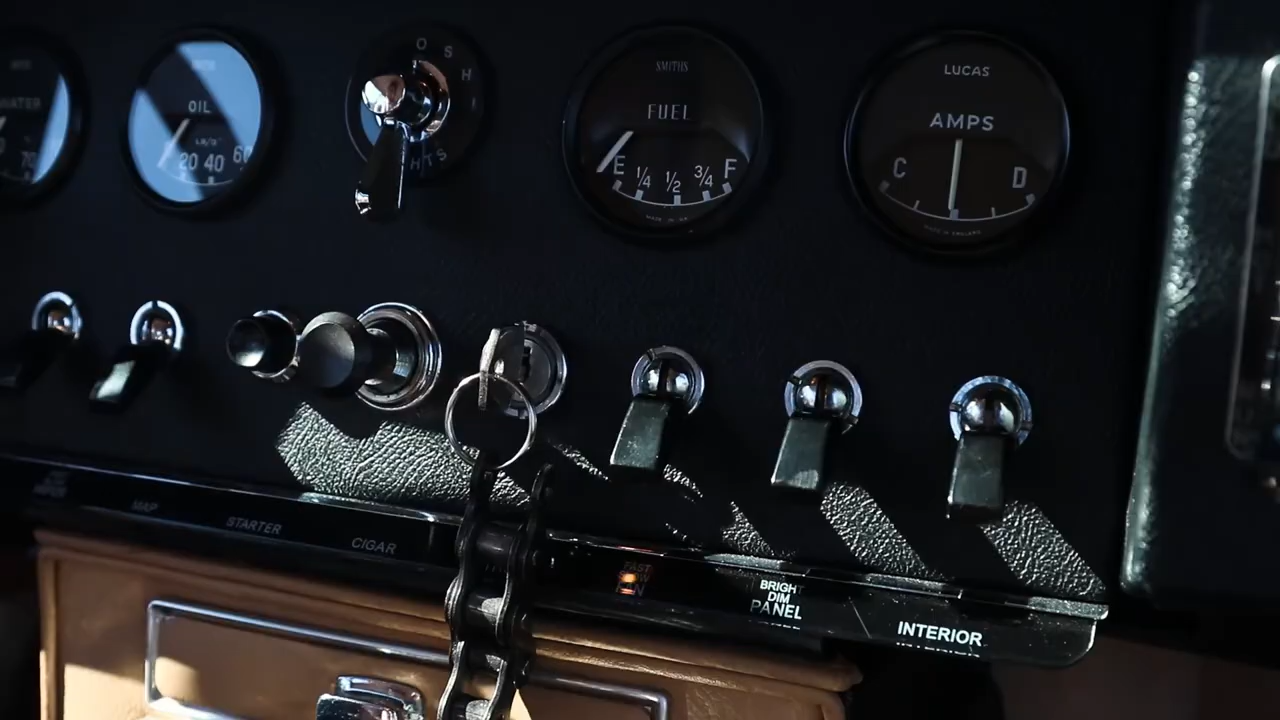 WATER
70
OIL
20 40 60
O S H
HTS
SMITHS
FUEL
E 1/4 1/2 3/4 F
LUCAS
AMPS
C D
MAP
STARTER
CIGAR
FAST
BRIGHT
DIM
PANEL
INTERIOR